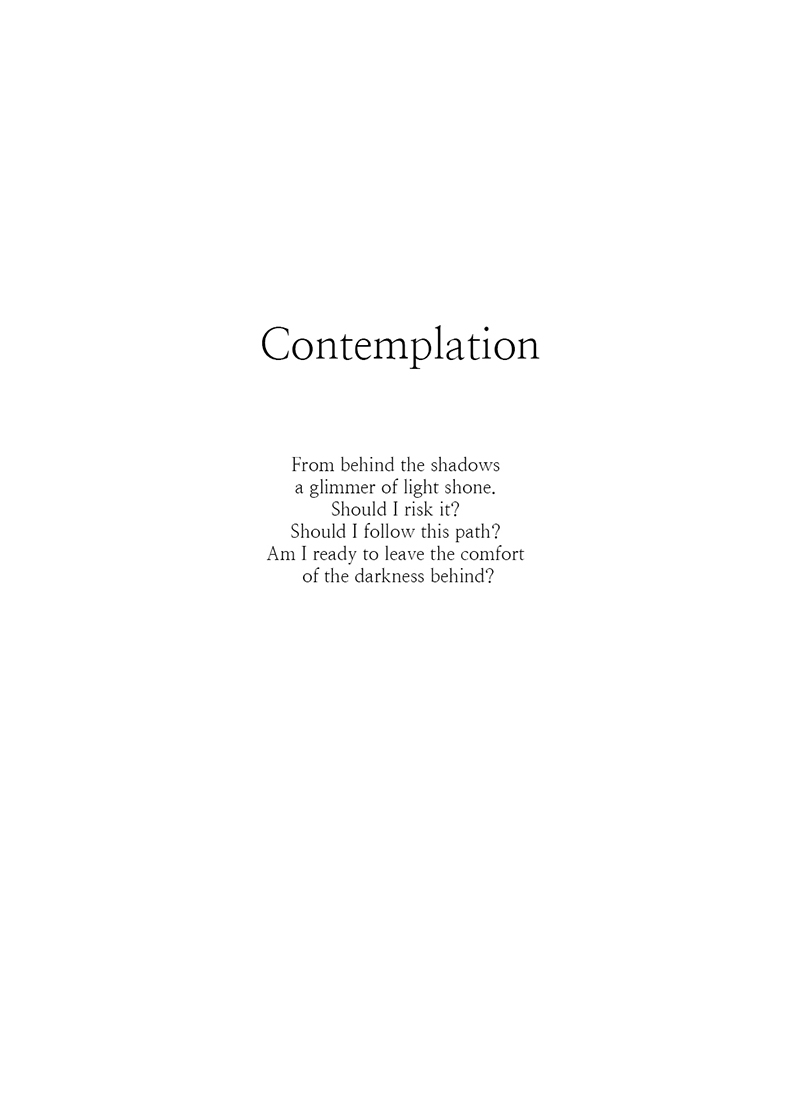 Contemplation
From behind the shadows
a glimmer of light shone.
Should I risk it?
Should I follow this path?
Am I ready to leave the comfort
of the darkness behind?